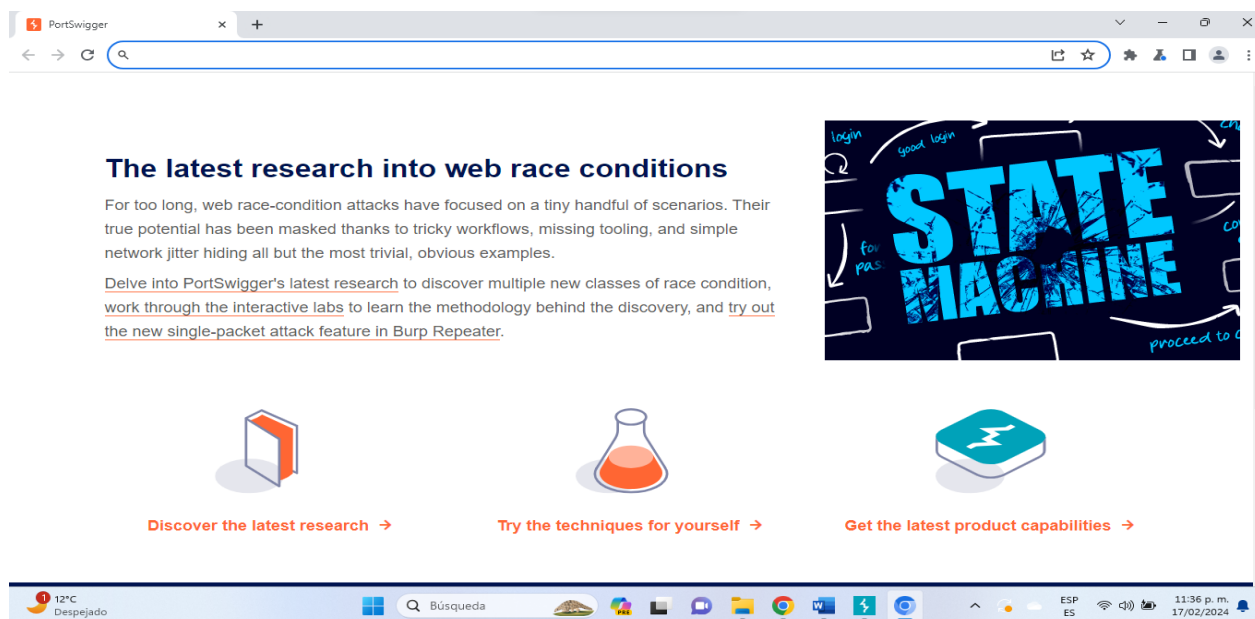 PortSwigger
The latest research into web race conditions
For too long, web race-condition attacks have focused on a tiny handful of scenarios. Their
true potential has been masked thanks to tricky workflows, missing tooling, and simple
network jitter hiding all but the most trivial, obvious examples.
Delve into PortSwigger's latest research to discover multiple new classes of race condition,
work through the interactive labs to learn the methodology behind the discovery, and try out
the new single-packet attack feature in Burp Repeater.
login
good login
STATE
MACHINE
for
pas
proceed to
Discover the latest research →
Try the techniques for yourself →
Get the latest product capabilities →
1
12°C
Despejado
Búsqueda
PRE
ESP
ES
11:36 p. m.
17/02/2024